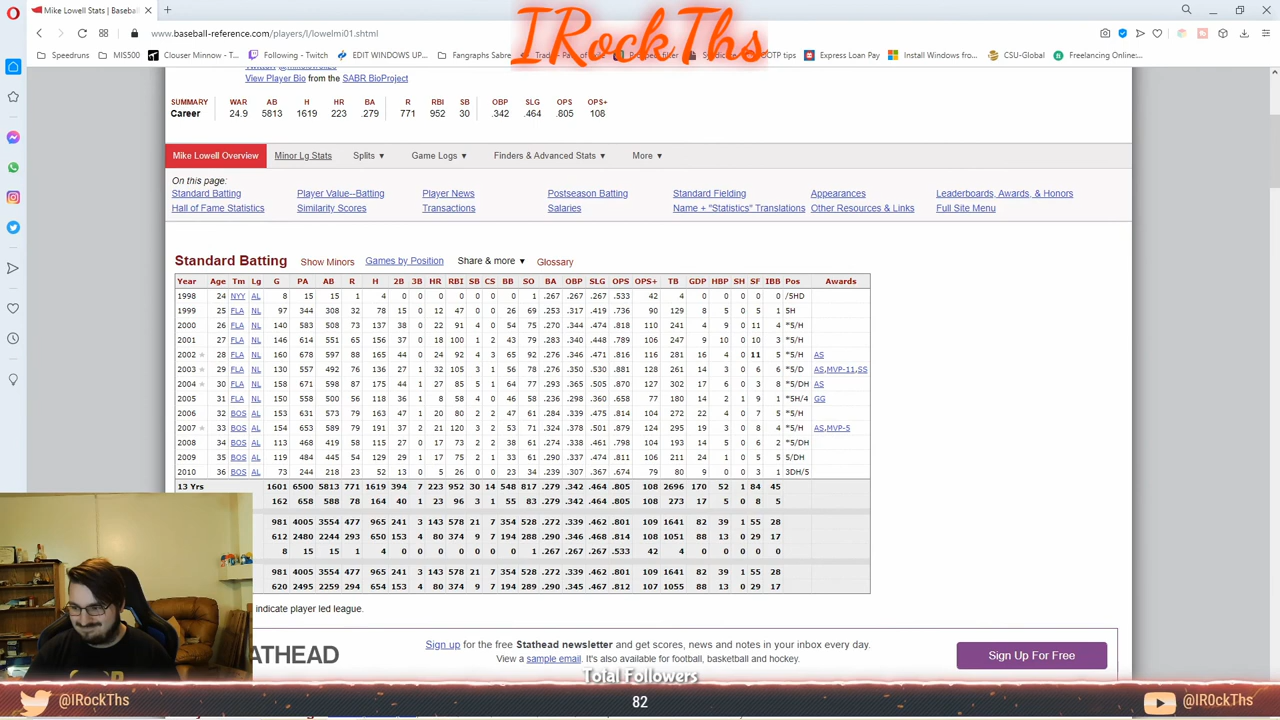 Mike Lowell Stats | Baseball
IRockThs
www.baseball-reference.com/players/l/lowelmi01.shtml
Speedruns MIS500 Clouser Minnow - T... Following - Twitch EDIT WINDOWS UP... Fangraphs Sabre OOTP tips Express Loan Pay Install Windows fro... CSU-Global Freelancing Online:...
View Player Bio from the SABR BioProject
SUMMARY WAR AB H HR BA R RBI SB OBP SLG OPS OPS+
Career 24.9 5813 1619 223 .279 771 952 30 .342 .464 .805 108
Mike Lowell Overview Minor Lg Stats Splits ▼ Game Logs ▼ Finders & Advanced Stats ▼ More ▼
On this page:
Standard Batting Player Value--Batting Player News Postseason Batting Standard Fielding Appearances Leaderboards, Awards, & Honors
Hall of Fame Statistics Similarity Scores Transactions Salaries Name + "Statistics" Translations Other Resources & Links Full Site Menu
Standard Batting Show Minors Games by Position Share & more ▼ Glossary
Year Age Tm Lg G PA AB R H 2B 3B HR RBI SB CS BB SO BA OBP SLG OPS OPS+ TB GDP HBP SH SF IBB Pos Awards
1998 24 NYY AL 8 15 15 1 4 0 0 0 0 0 0 0 1 .267 .267 .267 .533 42 4 0 0 0 0 0 /5HD
1999 25 FLA NL 97 344 308 32 78 15 0 12 47 0 0 26 69 .253 .317 .419 .736 90 129 8 5 0 5 1 5H
2000 26 FLA NL 140 583 508 73 137 38 0 22 91 4 0 54 75 .270 .344 .474 .818 110 241 4 9 0 11 4 *5/H
2001 27 FLA NL 146 614 551 65 156 37 0 18 100 1 2 43 79 .283 .340 .448 .789 106 247 9 10 0 10 3 *5/H
2002 ★ 28 FLA NL 160 678 597 88 165 44 0 24 92 4 3 65 92 .276 .346 .471 .816 116 281 16 4 0 11 5 *5/H AS
2003 ★ 29 FLA NL 130 557 492 76 136 27 1 32 105 3 1 56 78 .276 .350 .530 .881 128 261 14 3 0 6 6 *5/D AS,MVP-11,SS
2004 ★ 30 FLA NL 158 671 598 87 175 44 1 27 85 5 1 64 77 .293 .365 .505 .870 127 302 17 6 0 3 8 *5/DH AS
2005 31 FLA NL 150 558 500 56 118 36 1 8 58 4 0 46 58 .236 .298 .360 .658 77 180 14 2 1 9 1 *5H/4 GG
2006 32 BOS AL 153 631 573 79 163 47 1 20 80 2 2 47 61 .284 .339 .475 .814 104 272 22 4 0 7 5 *5/H
2007 ★ 33 BOS AL 154 653 589 79 191 37 2 21 120 3 2 53 71 .324 .378 .501 .879 124 295 19 3 0 8 4 *5/H AS,MVP-5
2008 34 BOS AL 113 468 419 58 115 27 0 17 73 2 2 38 61 .274 .338 .461 .798 104 193 14 5 0 6 2 *5/DH
2009 35 BOS AL 119 484 445 54 129 29 1 17 75 2 1 33 61 .290 .337 .474 .811 106 211 24 1 0 5 5 5/DH
2010 36 BOS AL 73 244 218 23 52 13 0 5 26 0 0 23 34 .239 .307 .367 .674 79 80 9 0 0 3 1 3DH/5
13 Yrs 1601 6500 5813 771 1619 394 7 223 952 30 14 548 817 .279 .342 .464 .805 108 2696 170 52 1 84 45
162 658 588 78 164 40 1 23 96 3 1 55 83 .279 .342 .464 .805 108 273 17 5 0 8 5
981 4005 3554 477 965 241 3 143 578 21 7 354 528 .272 .339 .462 .801 109 1641 82 39 1 55 28
612 2480 2244 293 650 153 4 80 374 9 7 194 288 .290 .346 .468 .814 108 1051 88 13 0 29 17
8 15 15 1 4 0 0 0 0 0 0 0 1 .267 .267 .267 .533 42 4 0 0 0 0 0
981 4005 3554 477 965 241 3 143 578 21 7 354 528 .272 .339 .462 .801 109 1641 82 39 1 55 28
620 2495 2259 294 654 153 4 80 374 9 7 194 289 .290 .345 .467 .812 107 1055 88 13 0 29 17
indicate player led league.
ATHEAD
Sign up for the free Stathead newsletter and get scores, news and notes in your inbox every day.
View a sample email. It's also available for football, basketball and hockey.
Sign Up For Free
Total Followers
@IR0ckThs 82 @IR0ckThs